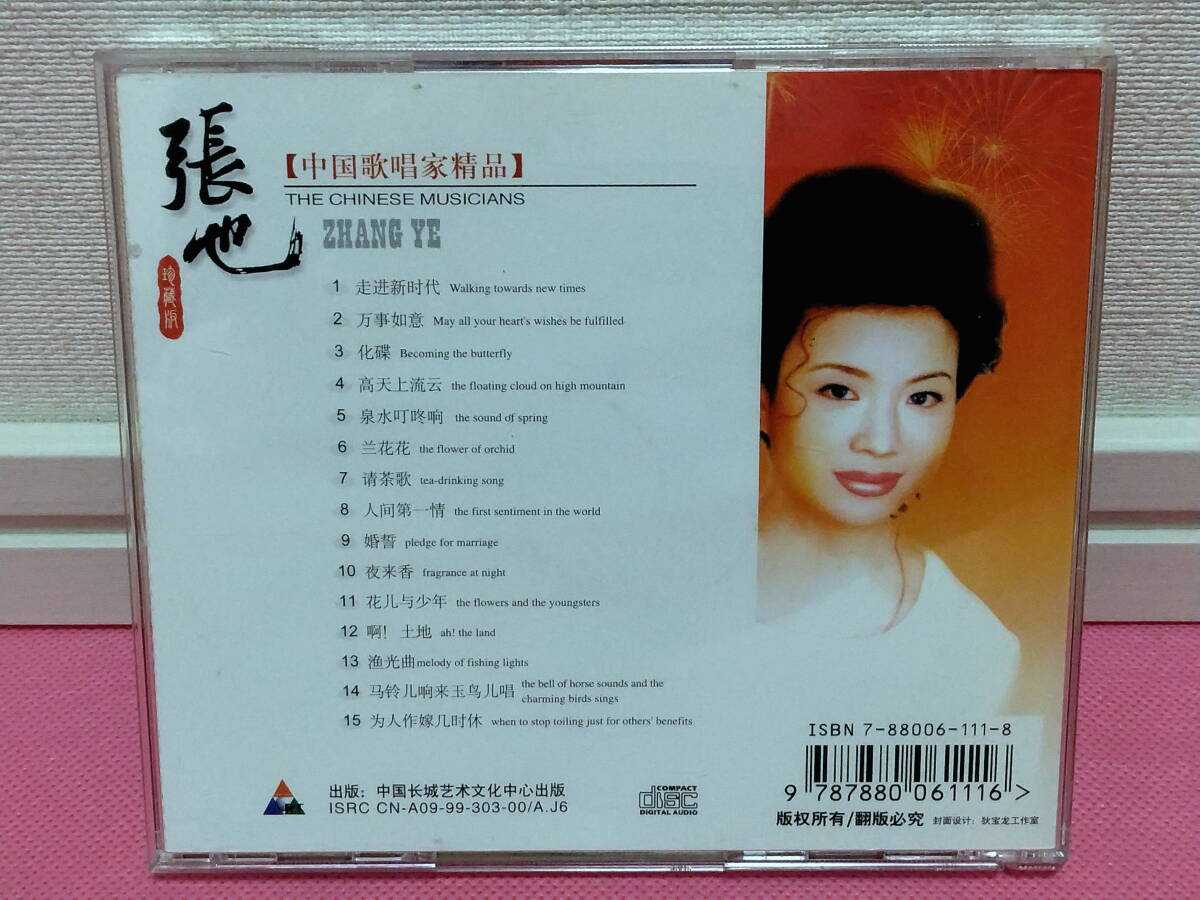 張也
珍藏版
【中国歌唱家精品】
THE CHINESE MUSICIANS
ZHANG YE
1 走进新时代 Walking towards new times
2 万事如意 May all your heart's wishes be fulfilled
3 化碟 Becoming the butterfly
4 高天上流云 the floating cloud on high mountain
5 泉水叮咚响 the sound of spring
6 兰花花 the flower of orchid
7 请茶歌 tea-drinking song
8 人间第一情 the first sentiment in the world
9 婚誓 pledge for marriage
10 夜来香 fragrance at night
11 花儿与少年 the flowers and the youngsters
12 啊！ 土地 ah! the land
13 渔光曲 melody of fishing lights
14 马铃儿响来玉鸟儿唱 the bell of horse sounds and the
charming birds sings
15 为人作嫁几时休 when to stop toiling just for others' benefits.
出版：中国长城艺术文化中心出版
ISRC CN-A09-99-303-00/A.J6
COMPACT
disc
DIGITAL AUDIO
ISBN 7-88006-111-8
9 787880 061116 >
版权所有/翻版必究 封面设计：狄宝龙工作室